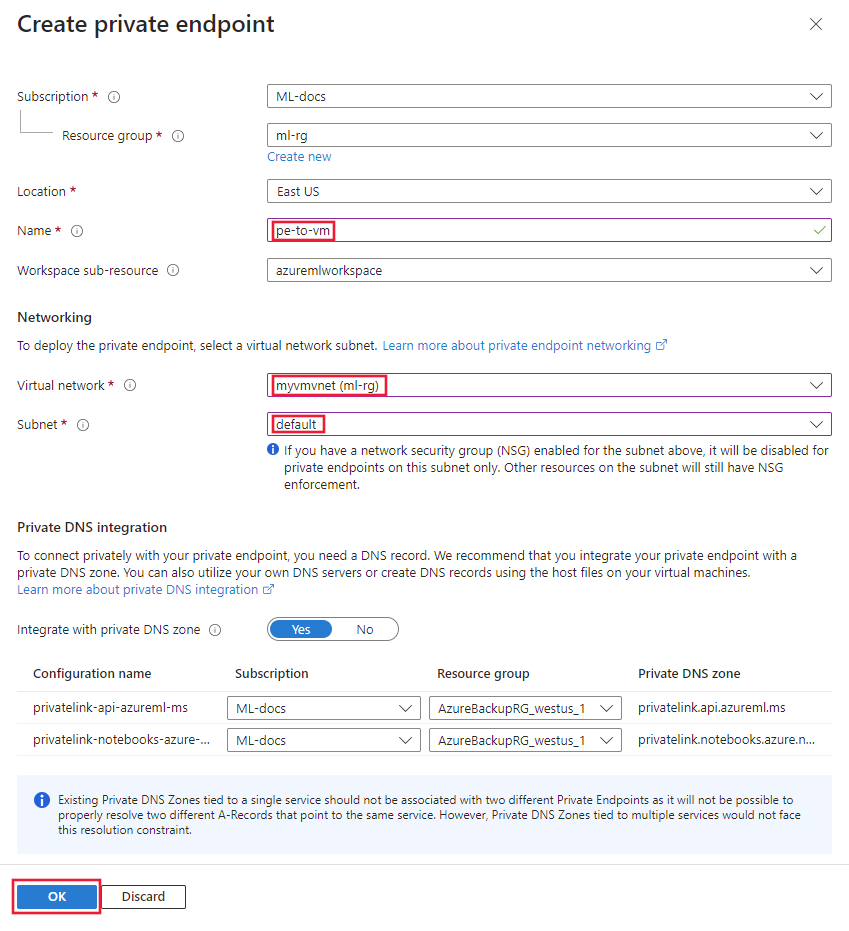 Create private endpoint
Subscription *
ML-docs
Resource group *
ml-rg
Create new
Location *
East US
Name *
pe-to-vm
Workspace sub-resource
azuremlworkspace
Networking
To deploy the private endpoint, select a virtual network subnet. Learn more about private endpoint networking
Virtual network *
myvmvnet (ml-rg)
Subnet *
default
If you have a network security group (NSG) enabled for the subnet above, it will be disabled for
private endpoints on this subnet only. Other resources on the subnet will still have NSG
enforcement.
Private DNS integration
To connect privately with your private endpoint, you need a DNS record. We recommend that you integrate your private endpoint with a
private DNS zone. You can also utilize your own DNS servers or create DNS records using the host files on your virtual machines.
Learn more about private DNS integration
Integrate with private DNS zone
Yes No
Configuration name Subscription Resource group Private DNS zone
privatelink-api-azureml-ms ML-docs AzureBackupRG_westus_1 privatelink.api.azureml.ms
privatelink-notebooks-azure-... ML-docs AzureBackupRG_westus_1 privatelink.notebooks.azure.n...
Existing Private DNS Zones tied to a single service should not be associated with two different Private Endpoints as it will not be possible to
properly resolve two different A-Records that point to the same service. However, Private DNS Zones tied to multiple services would not face
this resolution constraint.
OK Discard